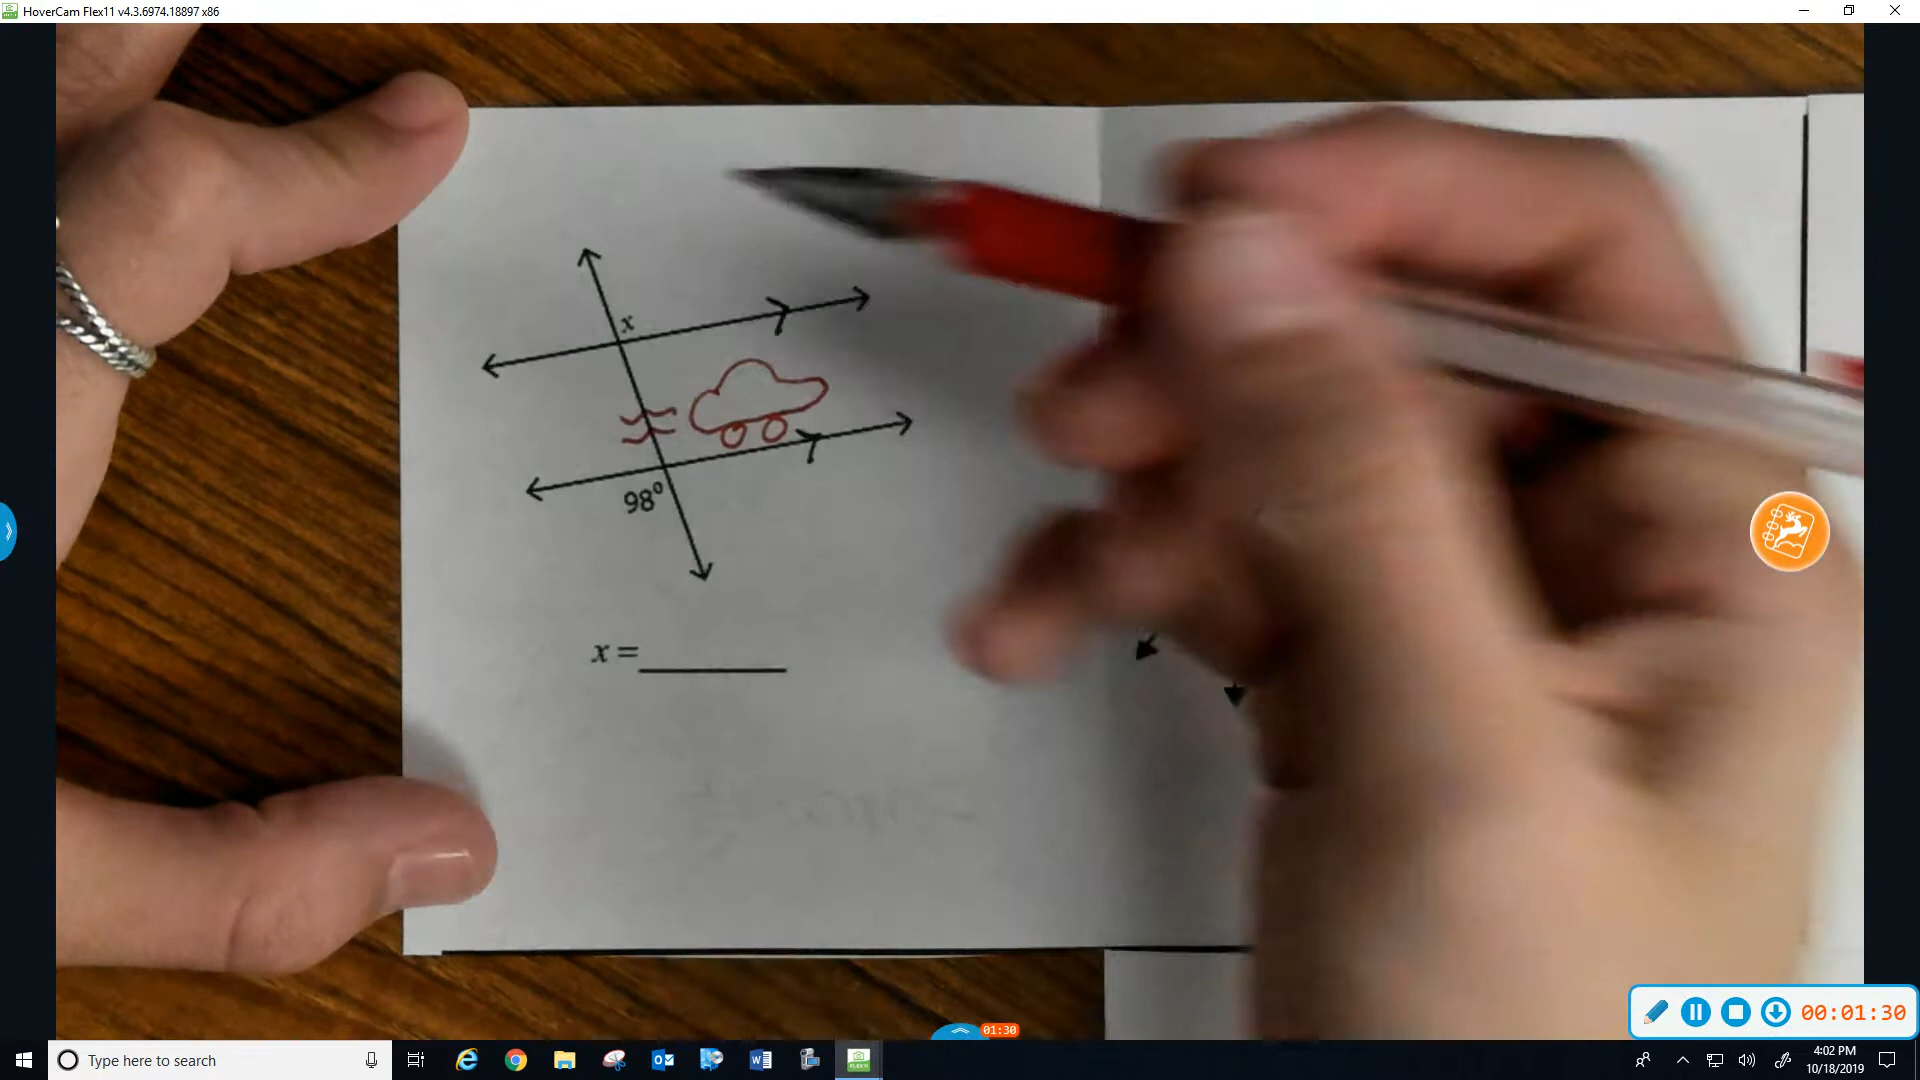 HoverCam Flex11 v4.3.6974.18897 x86
x
98⁰
x =
00:01:30
01:30
Type here to search
4:02 PM
10/18/2019